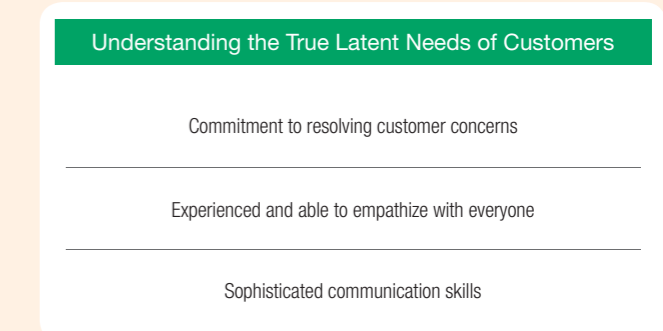 Understanding the True Latent Needs of Customers
Commitment to resolving customer concerns
Experienced and able to empathize with everyone
Sophisticated communication skills